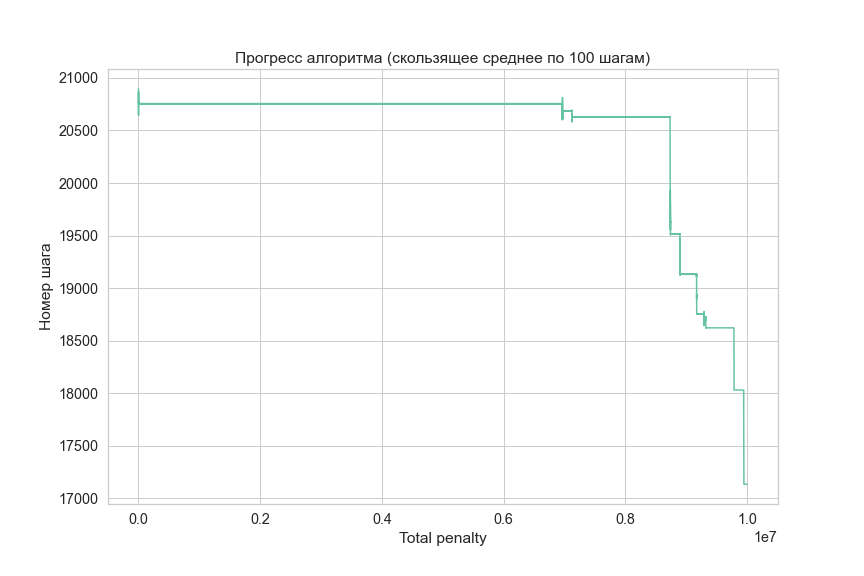 Прогресс алгоритма (скользящее среднее по 100 шагам)
21000
20500
20000
19500
19000
18500
18000
17500
17000
Номер шага
0.0 0.2 0.4 0.6 0.8 1.0
1e7
Total penalty